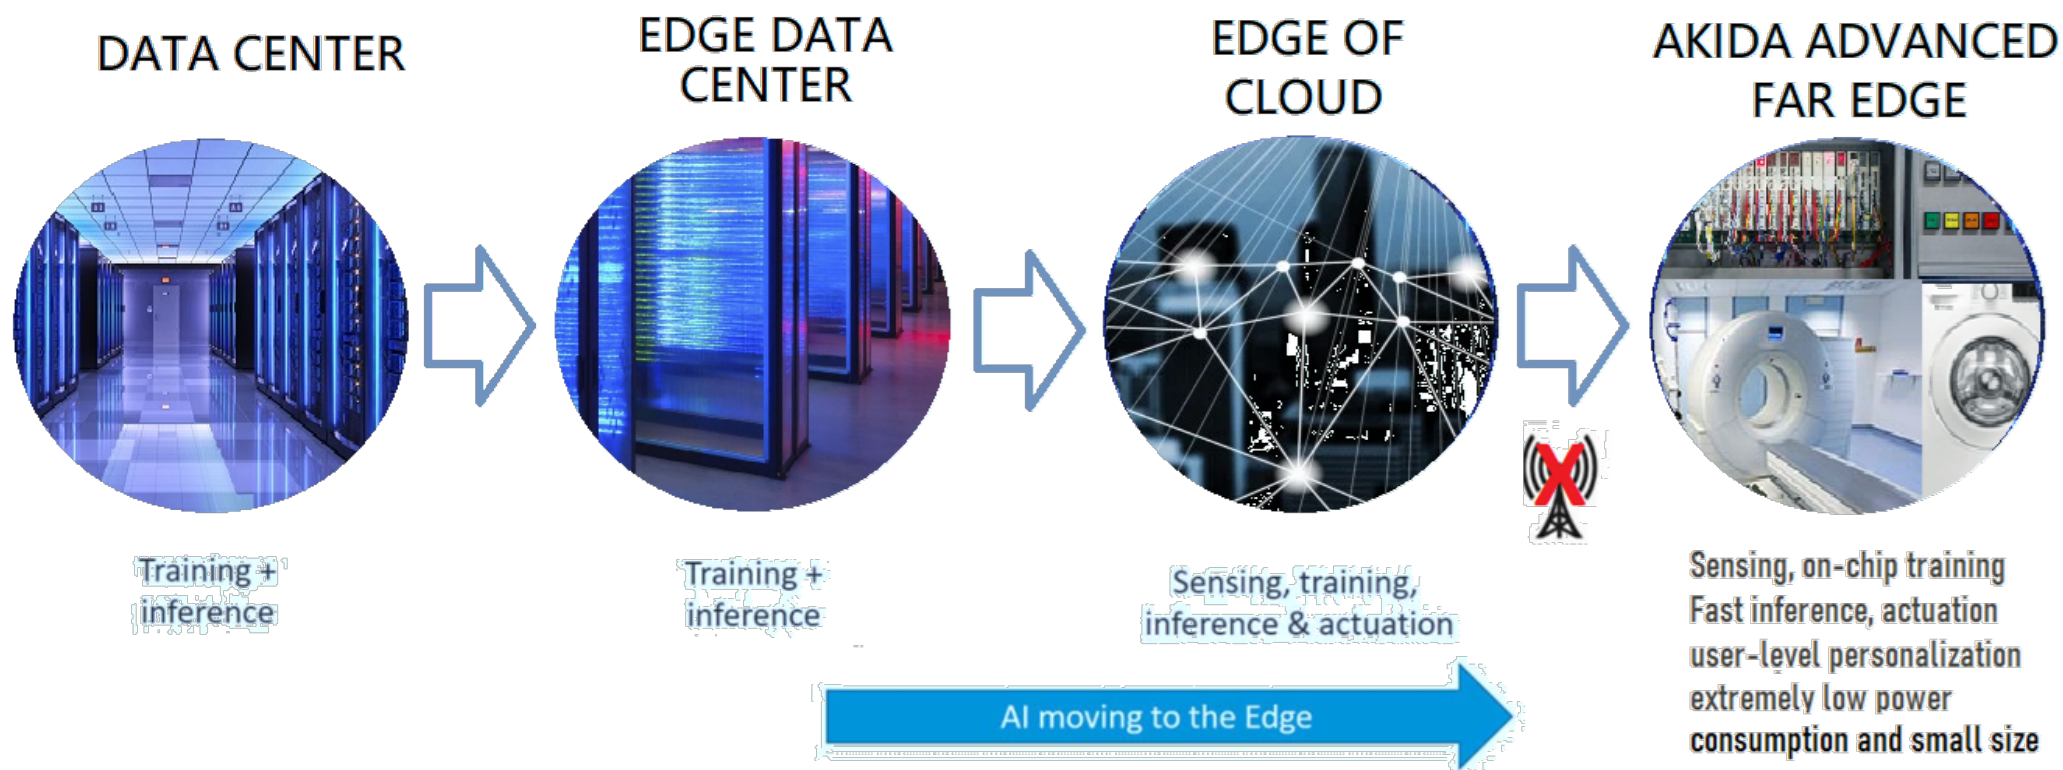 DATA CENTER
EDGE DATA
CENTER
EDGE OF
CLOUD
AKIDA ADVANCED
FAR EDGE
Training +
inference
Training +
inference
Sensing, training,
inference & actuation
Sensing, on-chip training
Fast inference, actuation
user-level personalization
extremely low power
consumption and small size
AI moving to the Edge